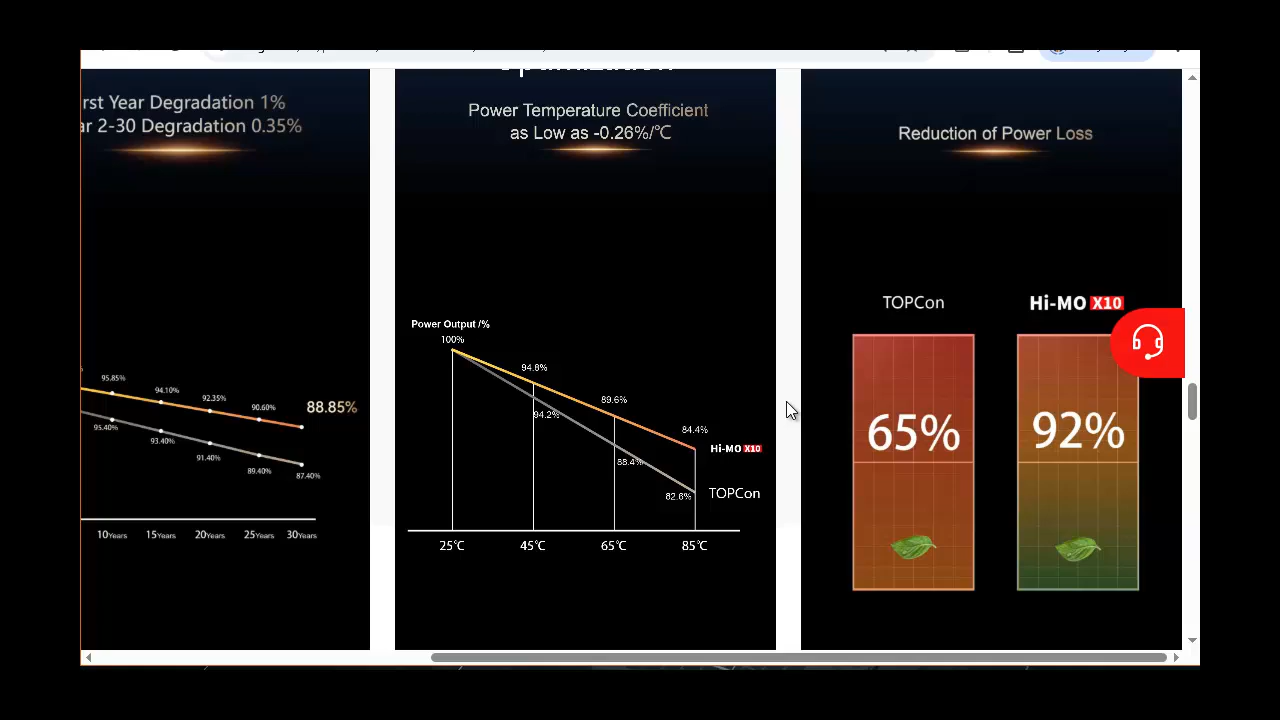 rst Year Degradation 1%
ar 2-30 Degradation 0.35%
95.85%
94.10%
92.35%
90.60%
88.85%
95.40%
93.40%
91.40%
89.40%
87.40%
10Years 15Years 20Years 25Years 30Years
Power Temperature Coefficient
as Low as -0.26%/℃
Power Output /%
100%
94.8%
94.2%
89.6%
88.4%
84.4%
82.6%
Hi-MO X10
TOPCon
25℃ 45℃ 65℃ 85℃
Reduction of Power Loss
TOPCon Hi-MO X10
65% 92%